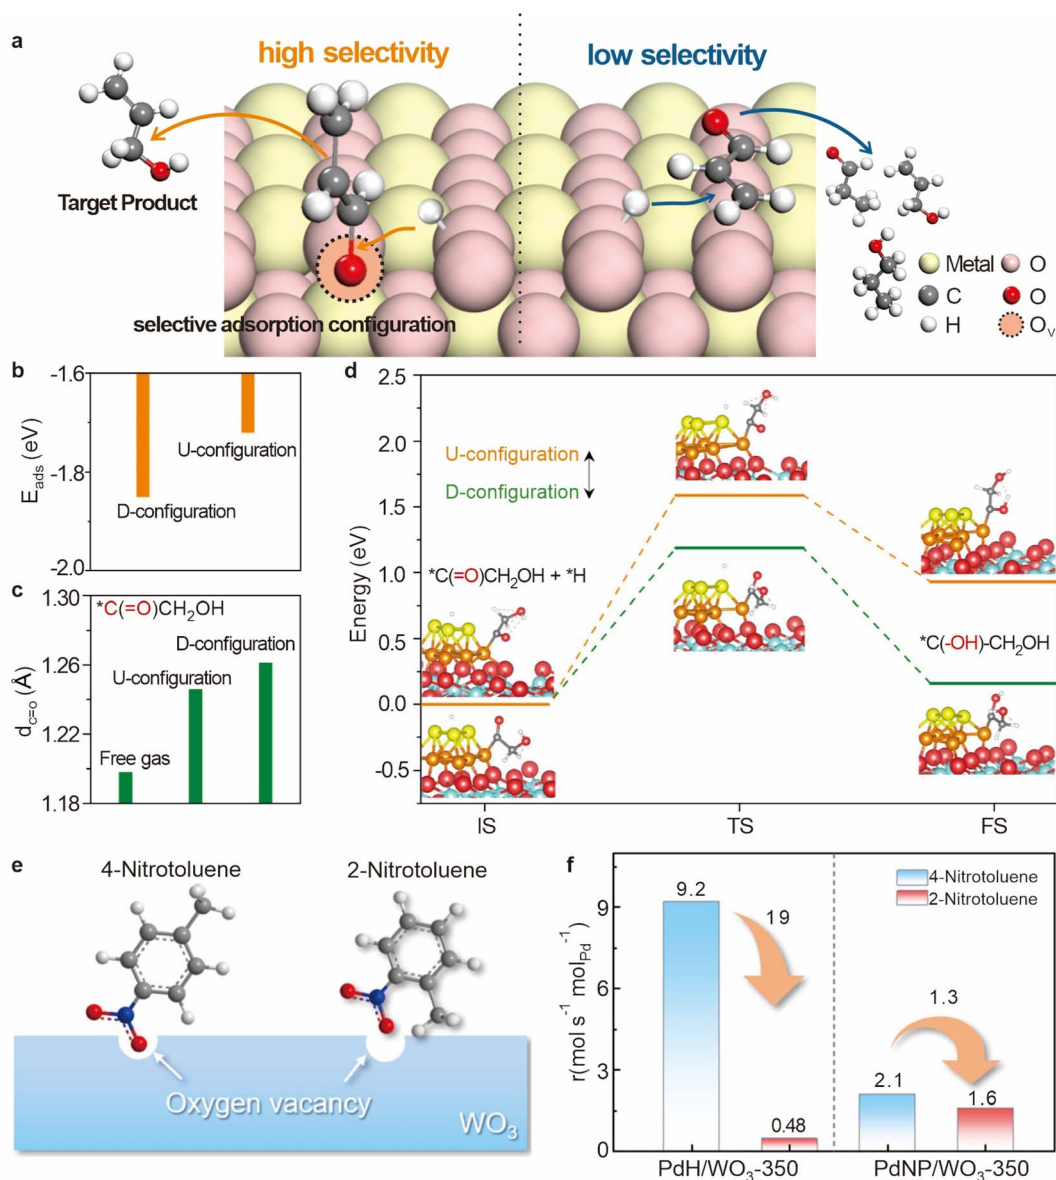 a
high selectivity
low selectivity
Target Product
selective adsorption configuration
Metal
O
C
O
H
Oᵥ
b
-1.6
-1.8
-2.0
E_ads (eV)
D-configuration
U-configuration
c
1.30
1.26
1.22
1.18
d_c=o (Å)
*C(=O)CH₂OH
D-configuration
U-configuration
Free gas
d
2.5
2.0
1.5
1.0
0.5
0.0
-0.5
Energy (eV)
U-configuration
D-configuration
*C(=O)CH₂OH + *H
*C(-OH)-CH₂OH
IS
TS
FS
e
4-Nitrotoluene
2-Nitrotoluene
Oxygen vacancy
WO₃
f
9
6
3
0
r(mol s⁻¹ mol_Pd⁻¹)
4-Nitrotoluene
2-Nitrotoluene
9.2
19
0.48
1.3
2.1
1.6
PdH/WO₃-350
PdNP/WO₃-350